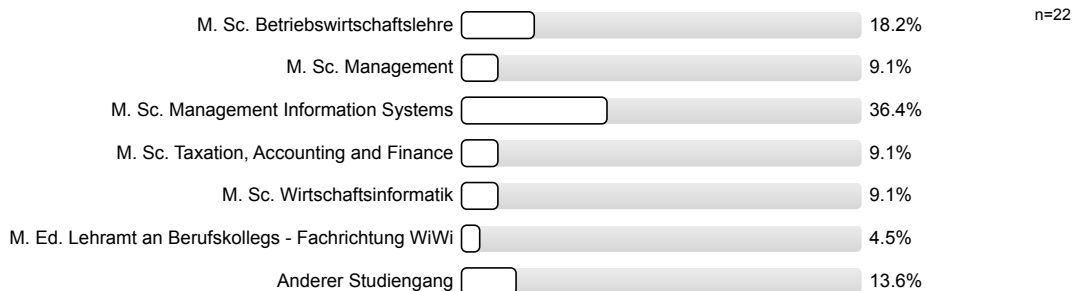 M. Sc. Betriebswirtschaftslehre 18.2% n=22
M. Sc. Management 9.1%
M. Sc. Management Information Systems 36.4%
M. Sc. Taxation, Accounting and Finance 9.1%
M. Sc. Wirtschaftsinformatik 9.1%
M. Ed. Lehramt an Berufskollegs - Fachrichtung WiWi 4.5%
Anderer Studiengang 13.6%